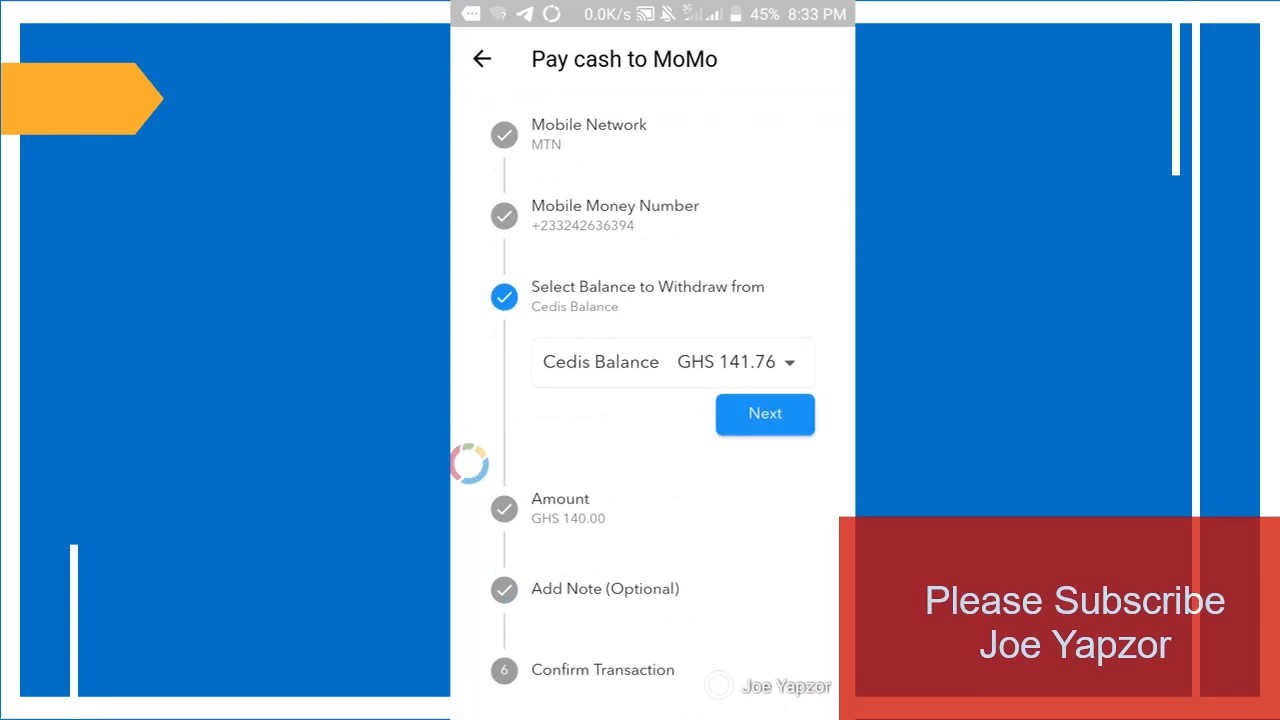 0.0K/s 3G 45% 8:33 PM
Pay cash to MoMo
Mobile Network
MTN
Mobile Money Number
+233242636394
Select Balance to Withdraw from
Cedis Balance
Cedis Balance GHS 141.76
Next
Amount
GHS 140.00
Add Note (Optional)
6 Confirm Transaction
Joe Yapzor
Please Subscribe
Joe Yapzor